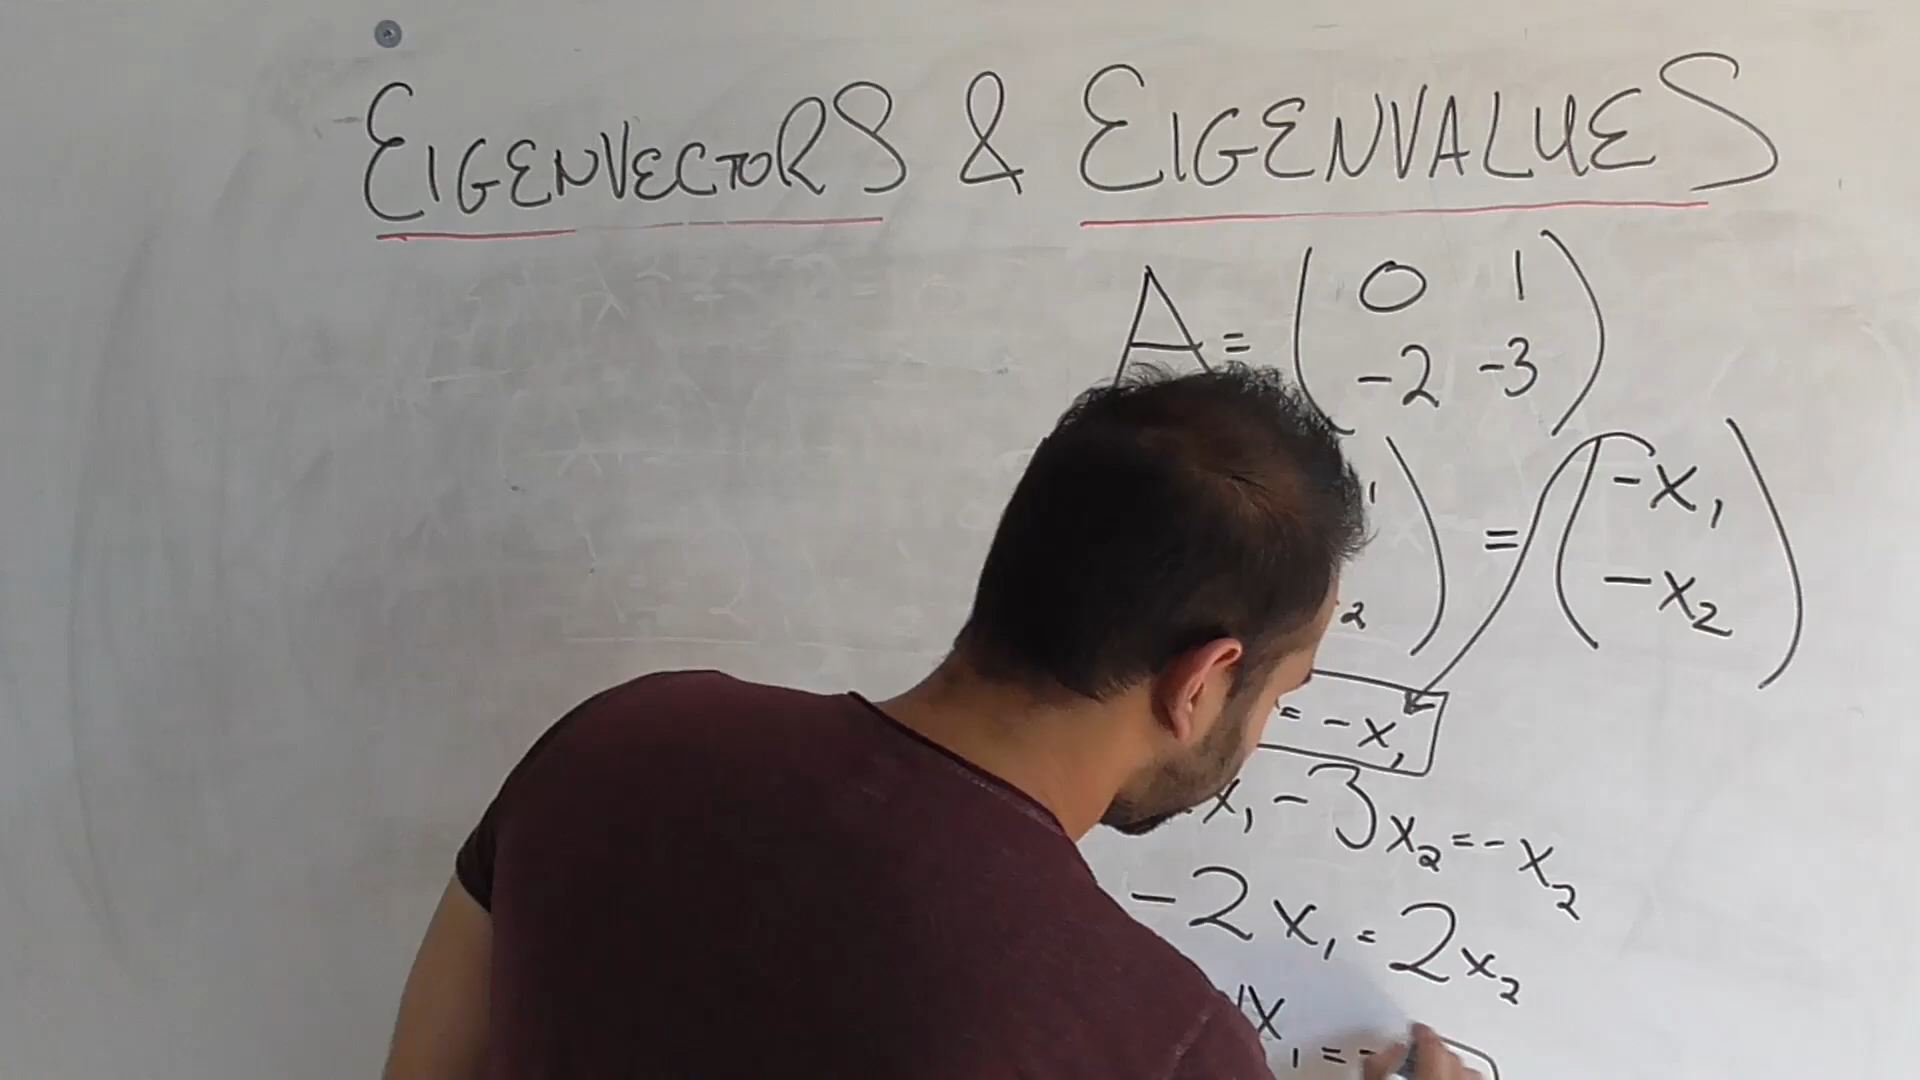 EIGENVECTORS & EIGENVALUES
A = ( 0 1
-2 -3 )
= ( -x₁
-x₂ )
= -x₁
x₁ - 3x₂ = -x₂
-2x₁ = 2x₂
x₁ = -